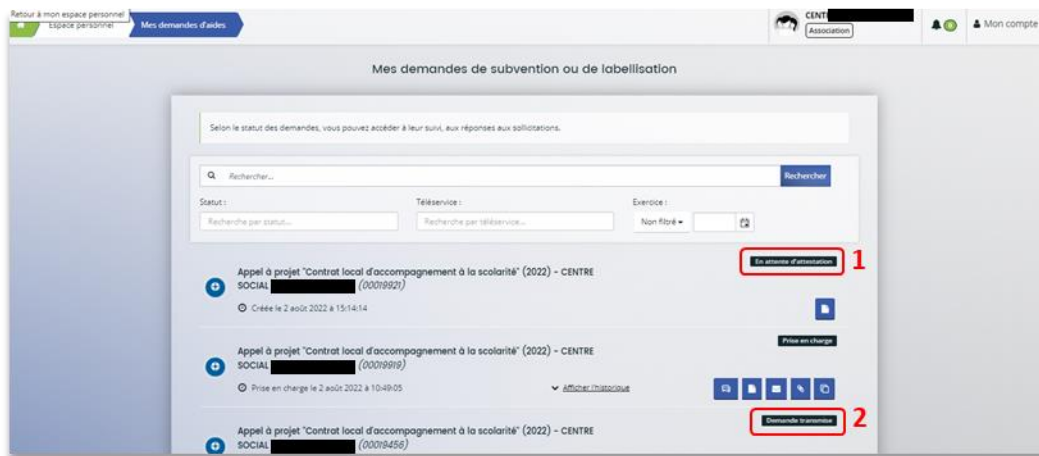 Retour à mon espace personnel
Espace personnel
Mes demandes d'aides
CENT
Association
Mon compte
Mes demandes de subvention ou de labellisation
Selon le statut des demandes, vous pouvez accéder à leur suivi, aux réponses aux sollicitations.
Rechercher... Rechercher
Statut : Téléservice : Exercice :
Recherche par statut... Recherche par téléservice... Non filtré
En attente d'attestation 1
Appel à projet "Contrat local d'accompagnement à la scolarité" (2022) - CENTRE
SOCIAL (00019921)
Créée le 2 août 2022 à 15:14:14
Prise en charge
Appel à projet "Contrat local d'accompagnement à la scolarité" (2022) - CENTRE
SOCIAL (00019919)
Prise en charge le 2 août 2022 à 10:49:05 Afficher l'historique
Demande transmise 2
Appel à projet "Contrat local d'accompagnement à la scolarité" (2022) - CENTRE
SOCIAL (00019456)